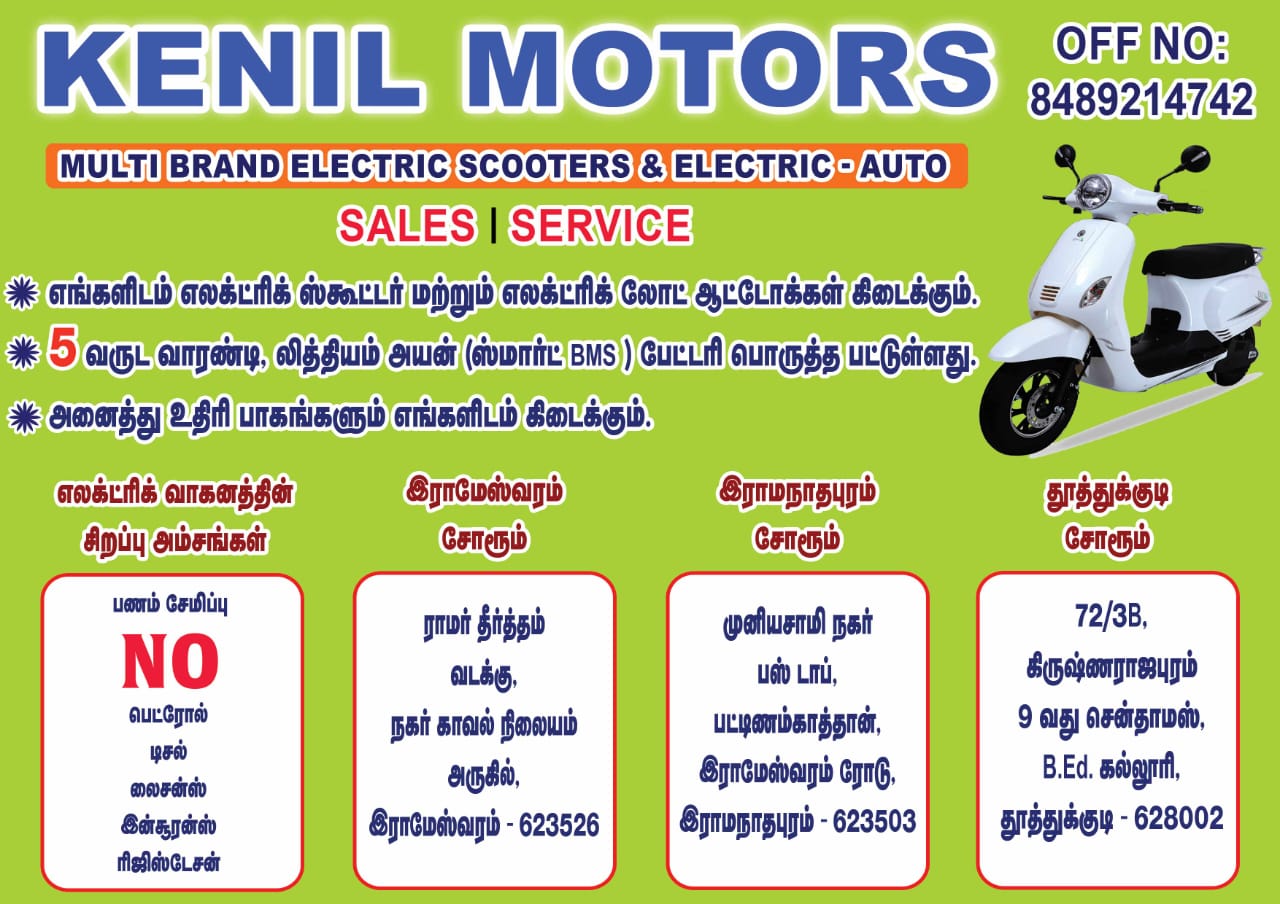 KENIL MOTORS
OFF NO:
8489214742
MULTI BRAND ELECTRIC SCOOTERS & ELECTRIC - AUTO
SALES | SERVICE
எங்களிடம் எலக்ட்ரிக் ஸ்கூட்டர் மற்றும் எலக்ட்ரிக் லோட் ஆட்டோக்கள் கிடைக்கும்.
5 வருட வாரண்டி, லித்தியம் அயன் (ஸ்மார்ட் BMS ) பேட்டரி பொருத்த பட்டுள்ளது.
அனைத்து உதிரி பாகங்களும் எங்களிடம் கிடைக்கும்.
எலக்ட்ரிக் வாகனத்தின்
சிறப்பு அம்சங்கள்
பணம் சேமிப்பு
NO
பெட்ரோல்
டிசல்
லைசன்ஸ்
இன்சூரன்ஸ்
ரிஜிஸ்டேசன்
இராமேஸ்வரம்
சோரூம்
ராமர் தீர்த்தம்
வடக்கு,
நகர் காவல் நிலையம்
அருகில்,
இராமேஸ்வரம் - 623526
இராமநாதபுரம்
சோரூம்
முனியசாமி நகர்
பஸ் டாப்,
பட்டிணம்காத்தான்,
இராமேஸ்வரம் ரோடு,
இராமநாதபுரம் - 623503
தூத்துக்குடி
சோரூம்
72/3B,
கிருஷ்ணராஜபுரம்
9 வது சென்தாமஸ்,
B.Ed. கல்லூரி,
தூத்துக்குடி - 628002